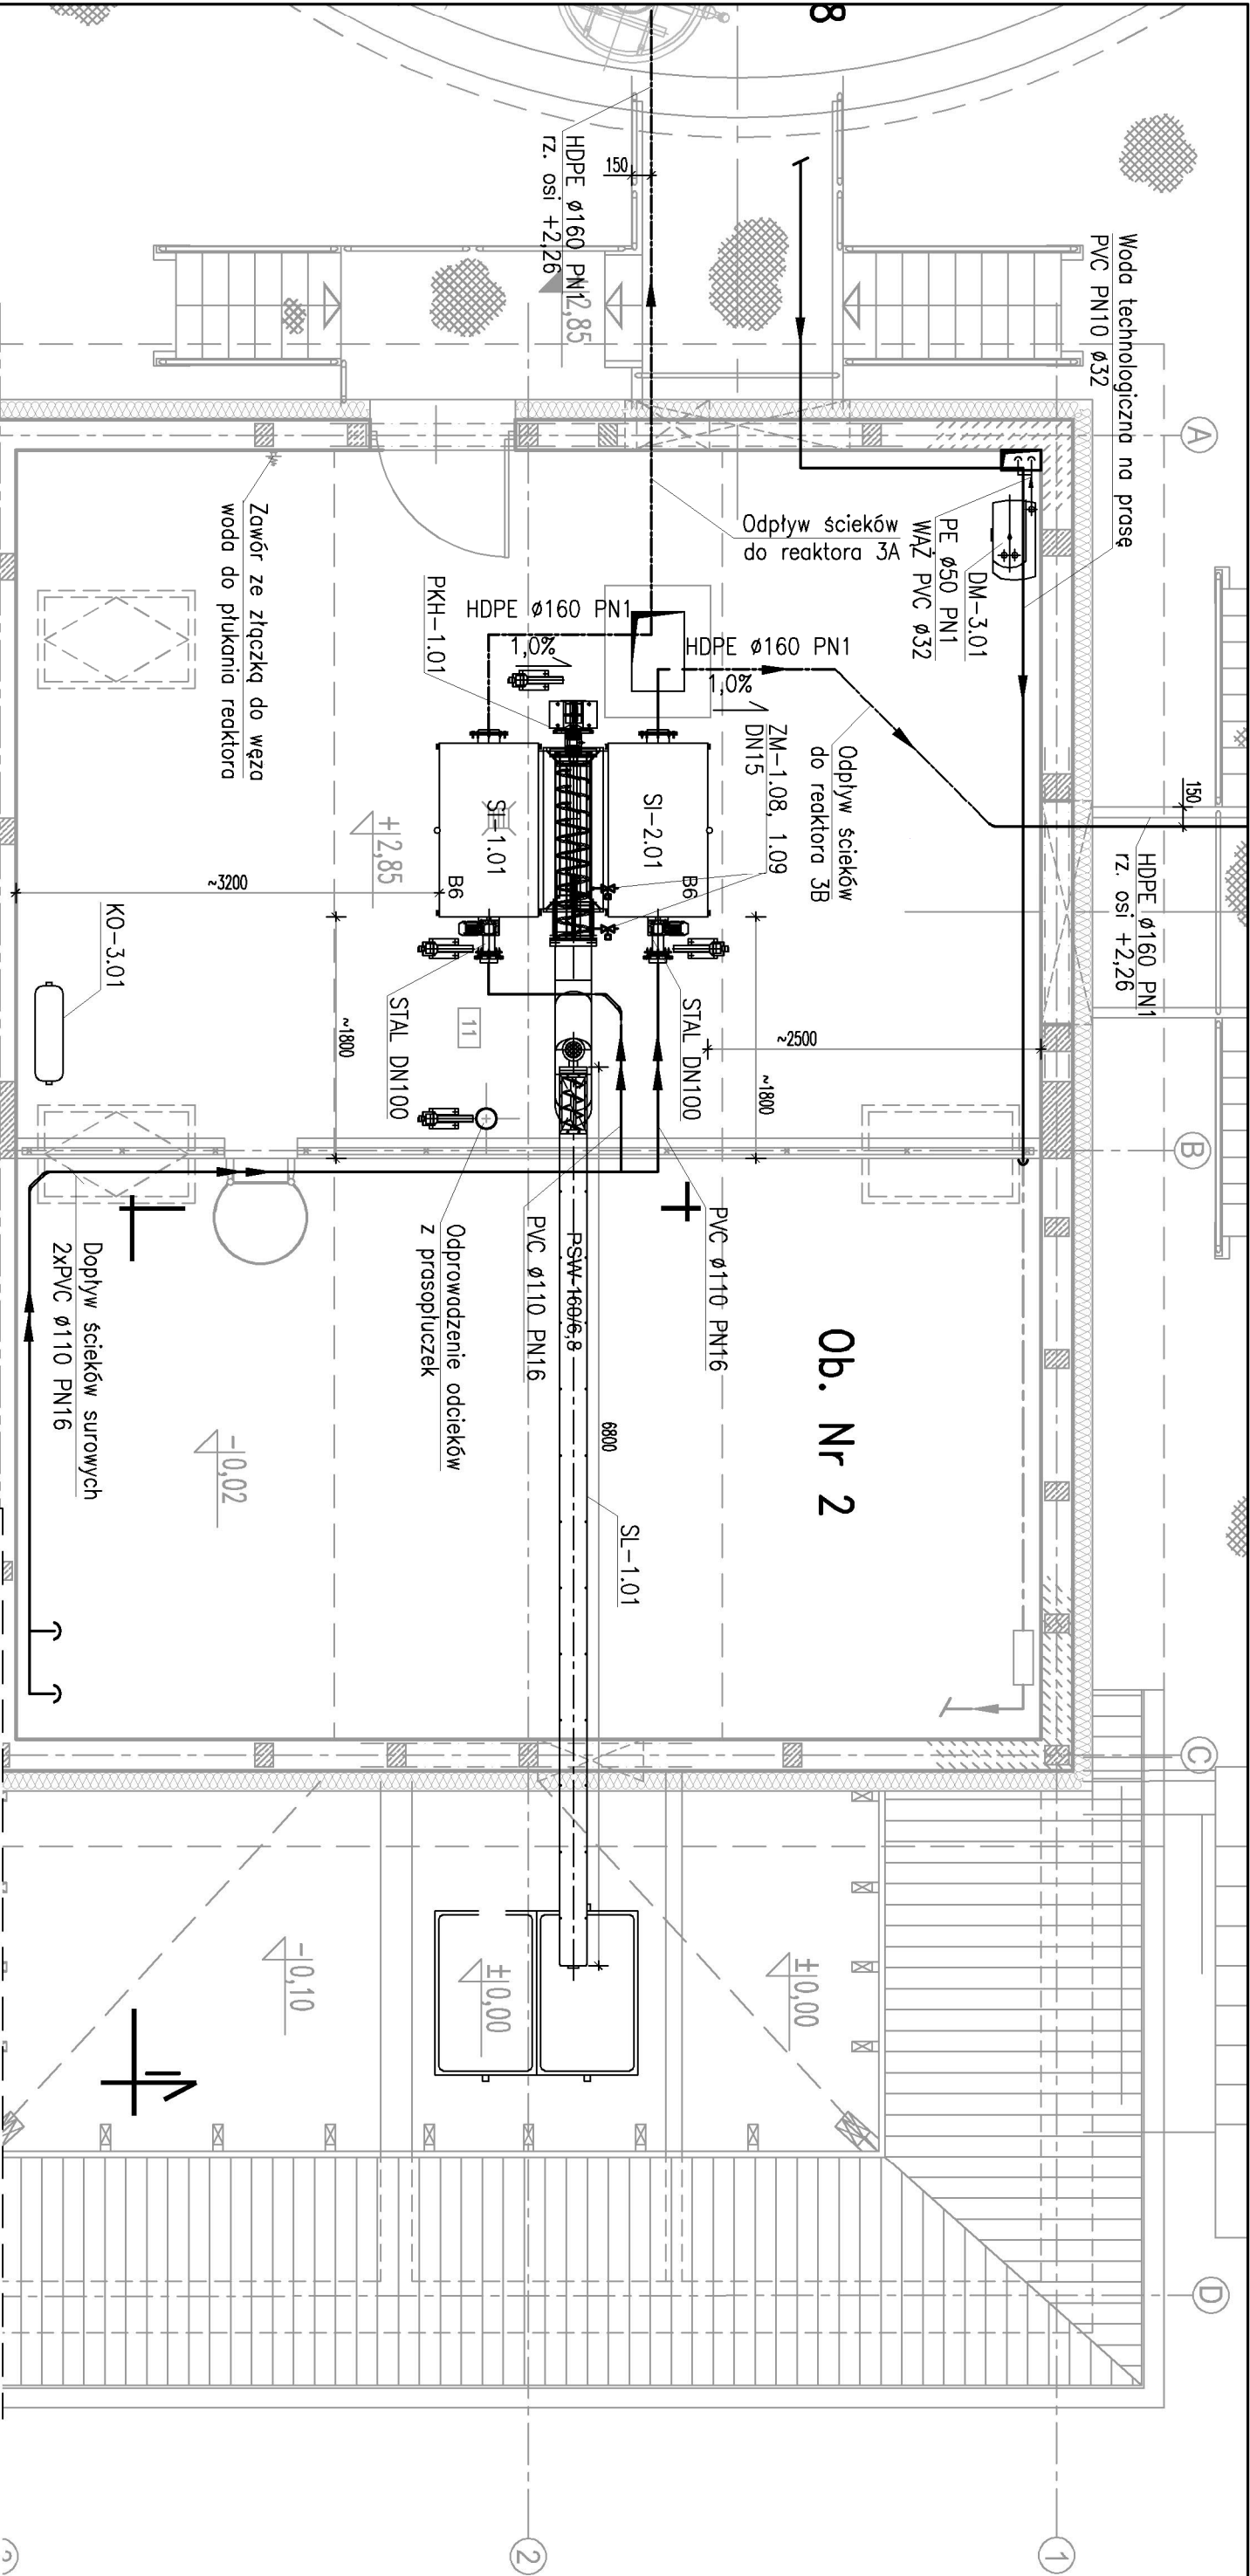 8
Woda technologiczna na prasę
PVC PN10 ø32
HDPE ø160 PN1
rz. osi +2,26
150
2,85
A
Odpływ ścieków
do reaktora 3A
DM-3.01
PE ø50 PN1
WĄŻ PVC ø32
Zawór ze złączką do węża
woda do płukania reaktora
PKH-1.01
HDPE ø160 PN1
1,0%
HDPE ø160 PN1
1,0%
Odpływ ścieków
do reaktora 3B
ZM-1.08, 1.09
DN15
150
HDPE ø160 PN1
rz. osi +2,26
SI-2.01
B6
SI-1.01
B6
+2,85
~3200
KO-3.01
~1800
STAL DN100
11
STAL DN100
~2500
~1800
B
Dopływ ścieków surowych
2xPVC ø110 PN16
Odprowadzenie odcieków
z prasopłuczek
PVC ø110 PN16
PSW-160/6,8
PVC ø110 PN16
Ob. Nr 2
-0,02
6800
SL-1.01
C
-0,10
±0,00
±0,00
D
1
2